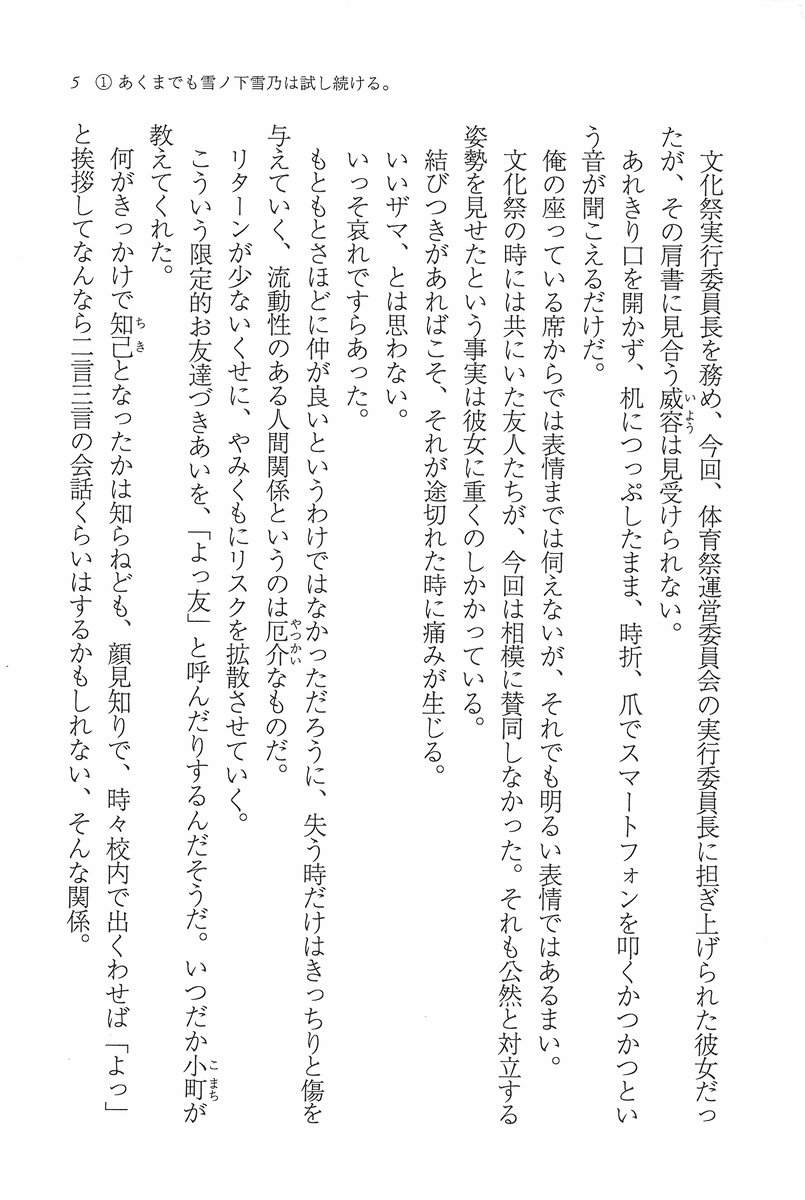 5　① あくまでも雪ノ下雪乃は試し続ける。
　文化祭実行委員長を務め、今回、体育祭運営委員会の実行委員長に担ぎ上げられた彼女だっ
たが、その肩書に見合う威容は見受けられない。
いよう
　あれきり口を開かず、机につっぷしたまま、時折、爪でスマートフォンを叩くかつかつとい
う音が聞こえるだけだ。
　俺の座っている席からでは表情までは伺えないが、それでも明るい表情ではあるまい。
　文化祭の時には共にいた友人たちが、今回は相模に賛同しなかった。それも公然と対立する
姿勢を見せたという事実は彼女に重くのしかかっている。
　結びつきがあればこそ、それが途切れた時に痛みが生じる。
　いいザマ、とは思わない。
　いっそ哀れですらあった。
　もともとさほどに仲が良いというわけではなかっただろうに、失う時だけはきっちりと傷を
与えていく、流動性のある人間関係というのは厄介なものだ。
やつかい
　リターンが少ないくせに、やみくもにリスクを拡散させていく。
　こういう限定的お友達づきあいを、「よっ友」と呼んだりするんだそうだ。いつだか小町が
こまち
教えてくれた。
　何がきっかけで知己となったかは知らねども、顔見知りで、時々校内で出くわせば「よっ」
ちき
と挨拶してなんなら二言三言の会話くらいはするかもしれない、そんな関係。